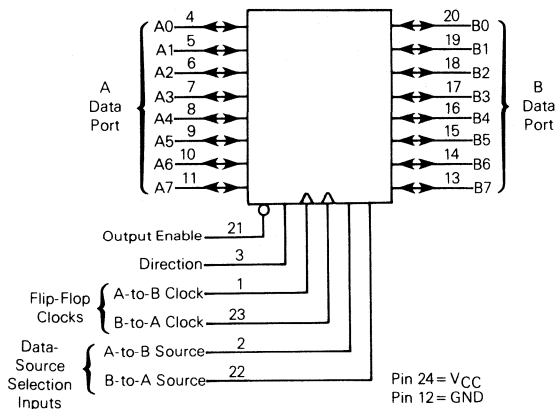 A0 4 20 B0
A1 5 19 B1
A2 6 18 B2
A3 7 17 B3
A4 8 16 B4
A5 9 15 B5
A6 10 14 B6
A7 11 13 B7
A
Data
Port
B
Data
Port
Output Enable 21
Direction 3
Flip-Flop
Clocks
A-to-B Clock 1
B-to-A Clock 23
Data-
Source
Selection
Inputs
A-to-B Source 2
B-to-A Source 22
Pin 24 = VCC
Pin 12 = GND